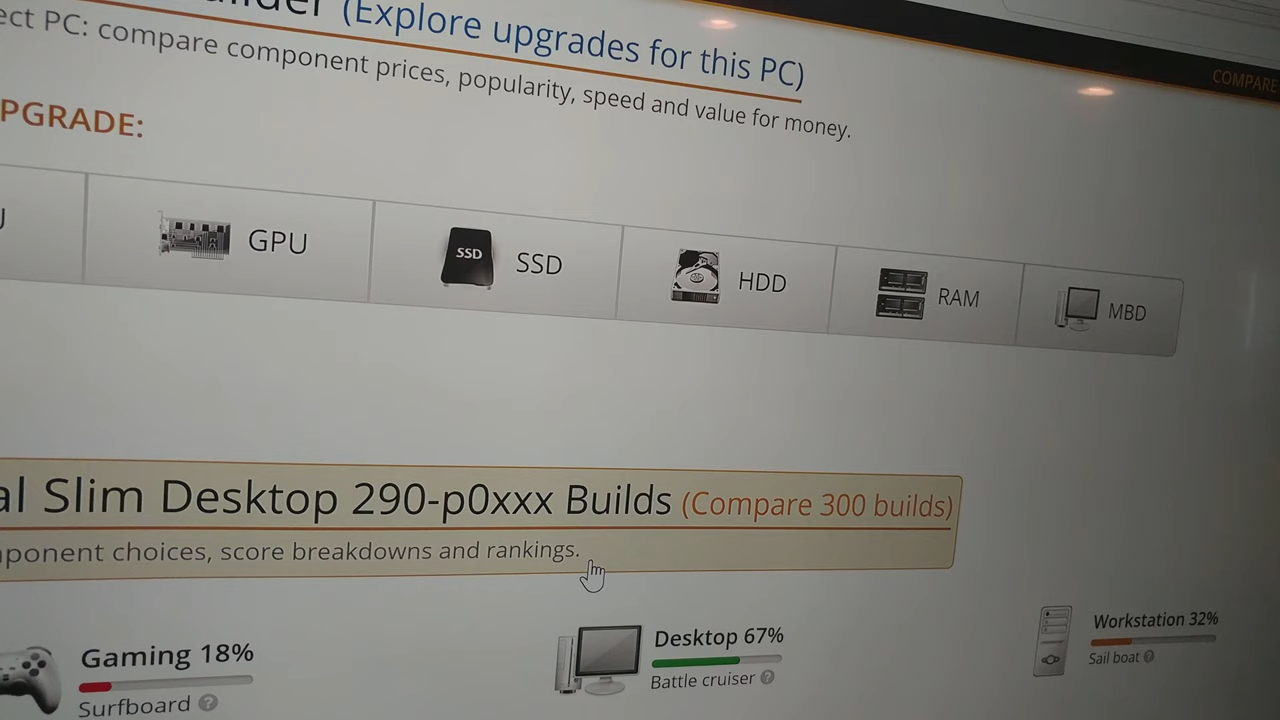 (Explore upgrades for this PC)
COMPARE
ect PC: compare component prices, popularity, speed and value for money.
PGRADE:
GPU
SSD
SSD
HDD
RAM
MBD
al Slim Desktop 290-p0xxx Builds (Compare 300 builds)
mponent choices, score breakdowns and rankings.
Gaming 18%
Surfboard ?
Desktop 67%
Battle cruiser ?
Workstation 32%
Sail boat ?